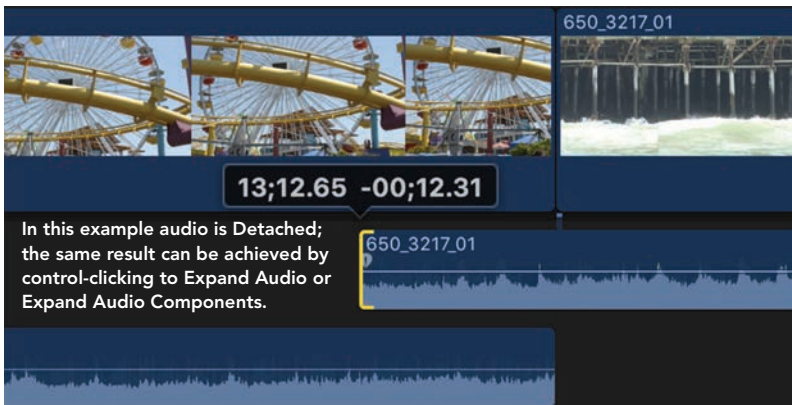 650_3217_01
13;12.65 -00;12.31
In this example audio is Detached;
the same result can be achieved by
control-clicking to Expand Audio or
Expand Audio Components.
650_3217_01